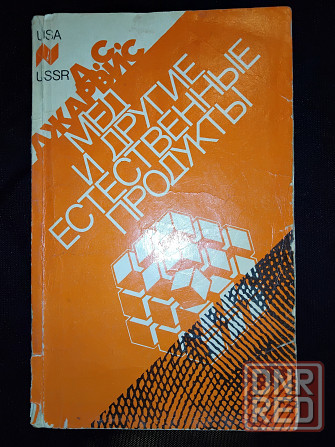 USA
USSR
Д.С.
ДЖАРВИС
МЕД
И ДРУГИЕ
ЕСТЕСТВЕННЫЕ
ПРОДУКТЫ
DNR
RED